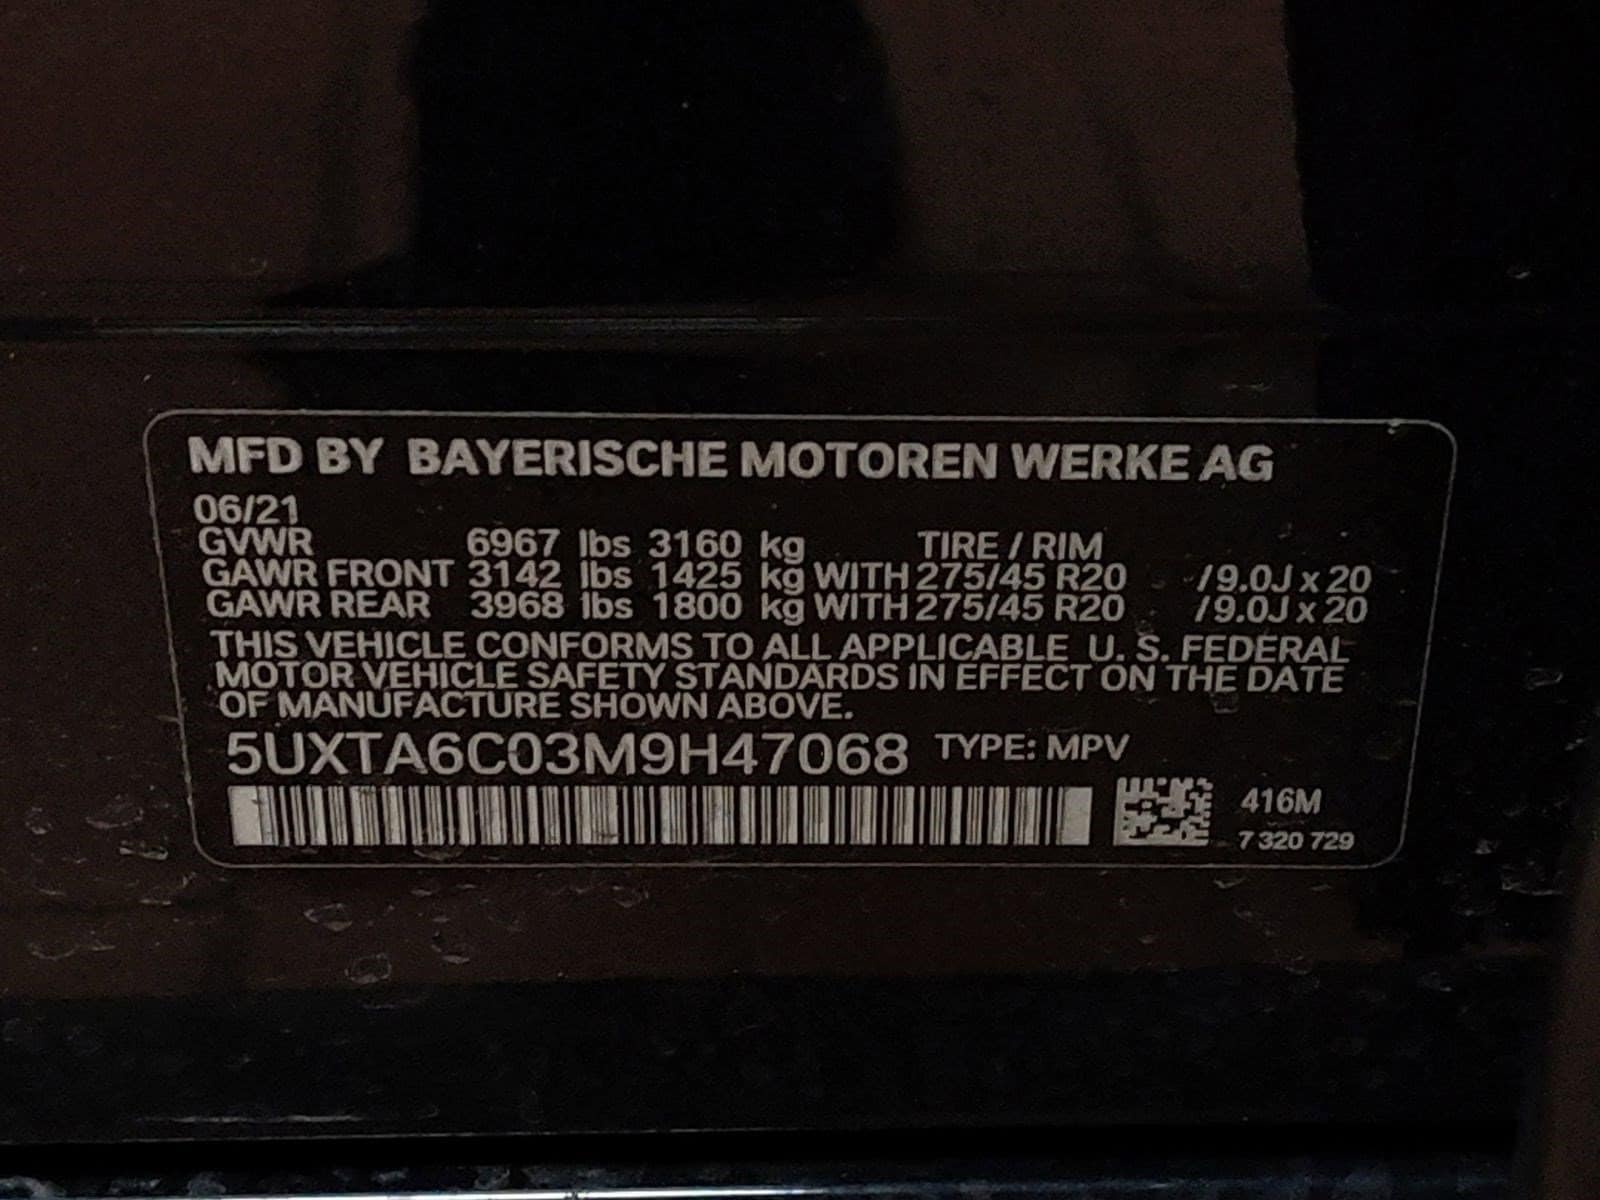 MFD BY BAYERISCHE MOTOREN WERKE AG
06/21
GVWR 6967 lbs 3160 kg TIRE / RIM
GAWR FRONT 3142 lbs 1425 kg WITH 275/45 R20 /9.0J x 20
GAWR REAR 3968 lbs 1800 kg WITH 275/45 R20 /9.0J x 20
THIS VEHICLE CONFORMS TO ALL APPLICABLE U. S. FEDERAL
MOTOR VEHICLE SAFETY STANDARDS IN EFFECT ON THE DATE
OF MANUFACTURE SHOWN ABOVE.
5UXTA6C03M9H47068 TYPE: MPV
416M
7 320 729